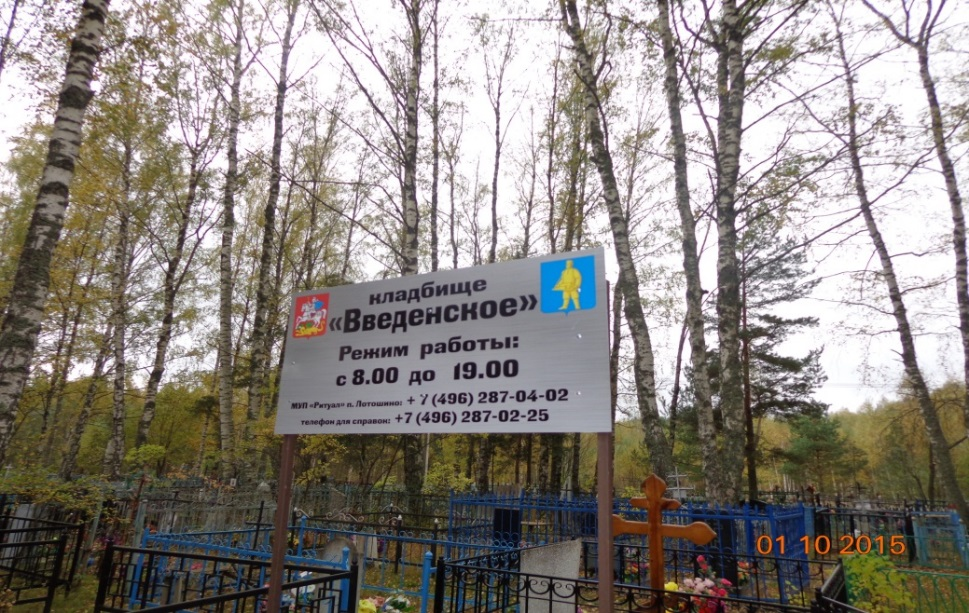 кладбище
«Введенское»
Режим работы:
с 8.00 до 19.00
МУП «Ритуал» п. Лотошино: +7 (496) 287-04-02
телефон для справок: +7 (496) 287-02-25
01 10 2015